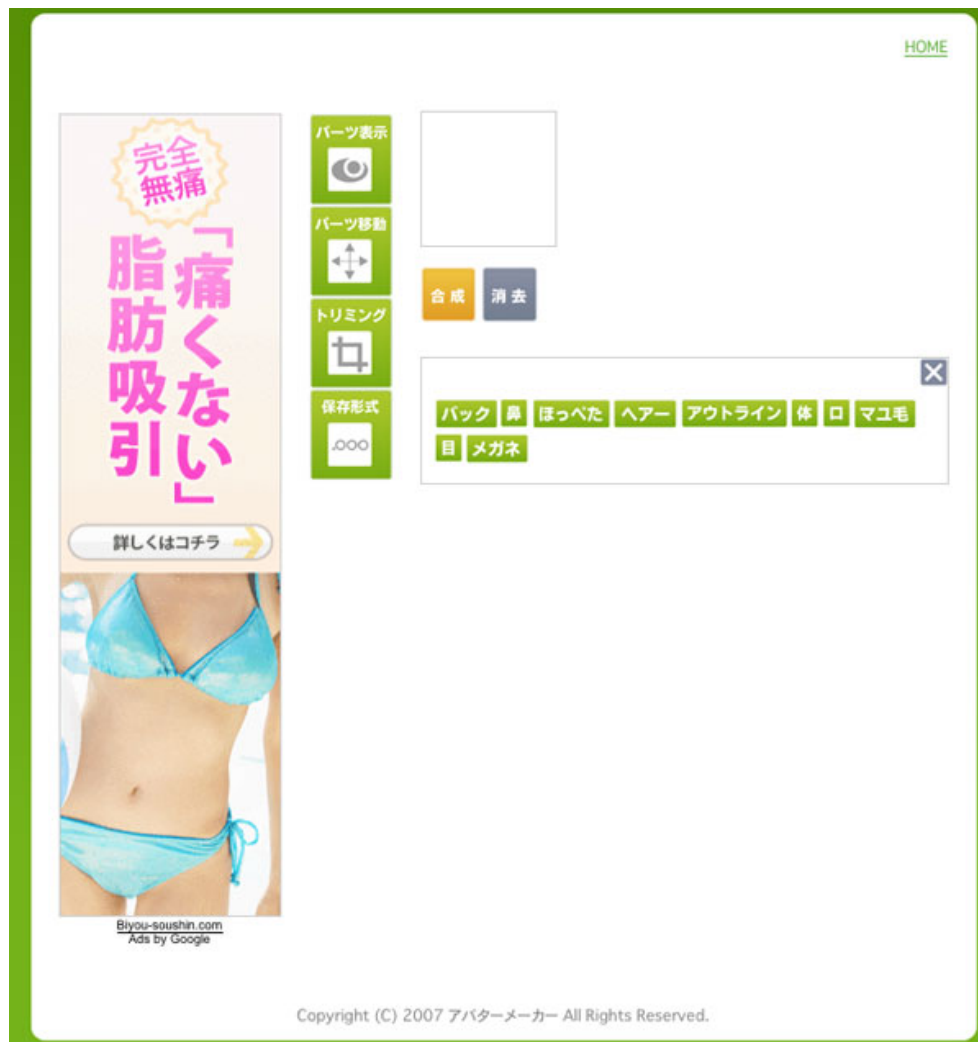 HOME
完全
無痛
「痛くない」
脂肪吸引
詳しくはコチラ
Biyou-soushin.com
Ads by Google
パーツ表示
パーツ移動
トリミング
保存形式
.ooo
合成 消去
バック 鼻 ほっぺた ヘアー アウトライン 体 口 マユ毛
目 メガネ
Copyright (C) 2007 アバターメーカー All Rights Reserved.